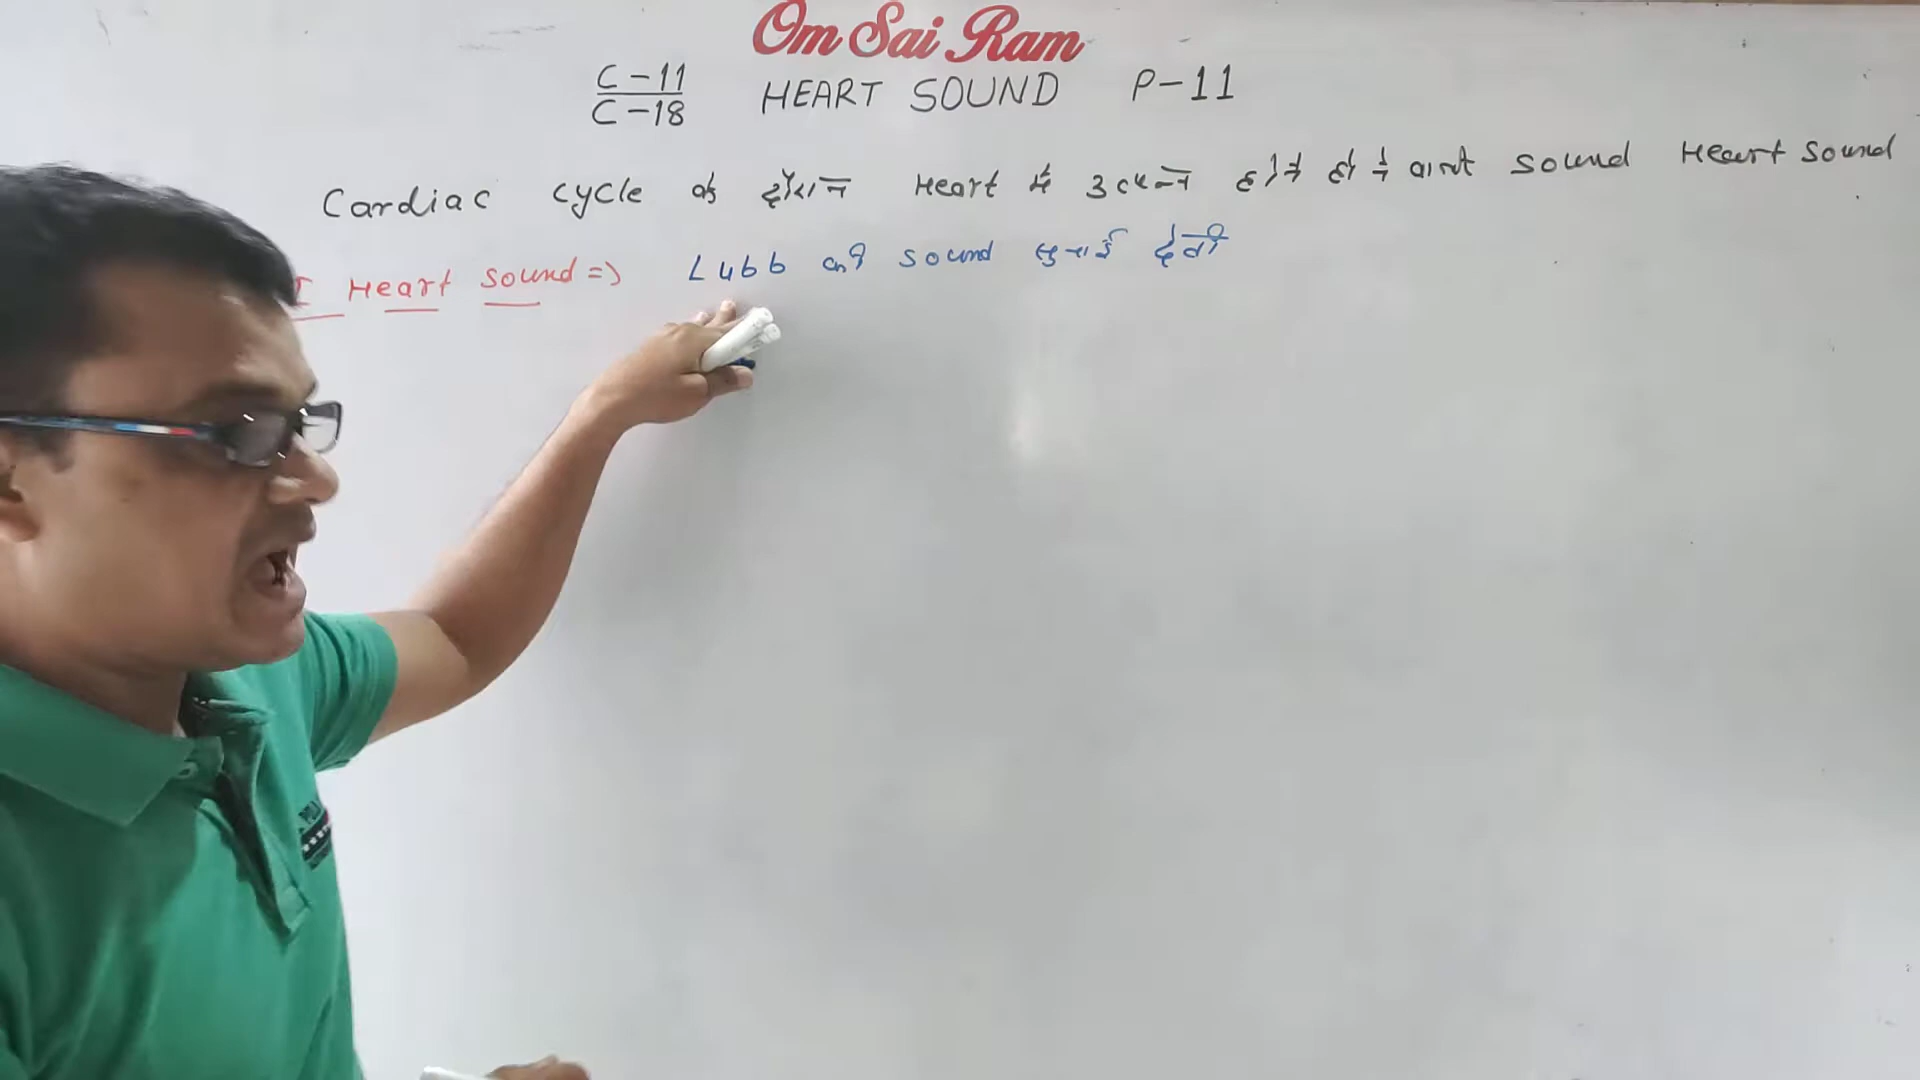 Om Sai Ram
C-11 HEART SOUND P-11
C-18
Cardiac cycle के दौरान Heart में उत्पन्न होने होने वाली sound Heart sound
I Heart Sound => Lubb की sound सुनाई देती